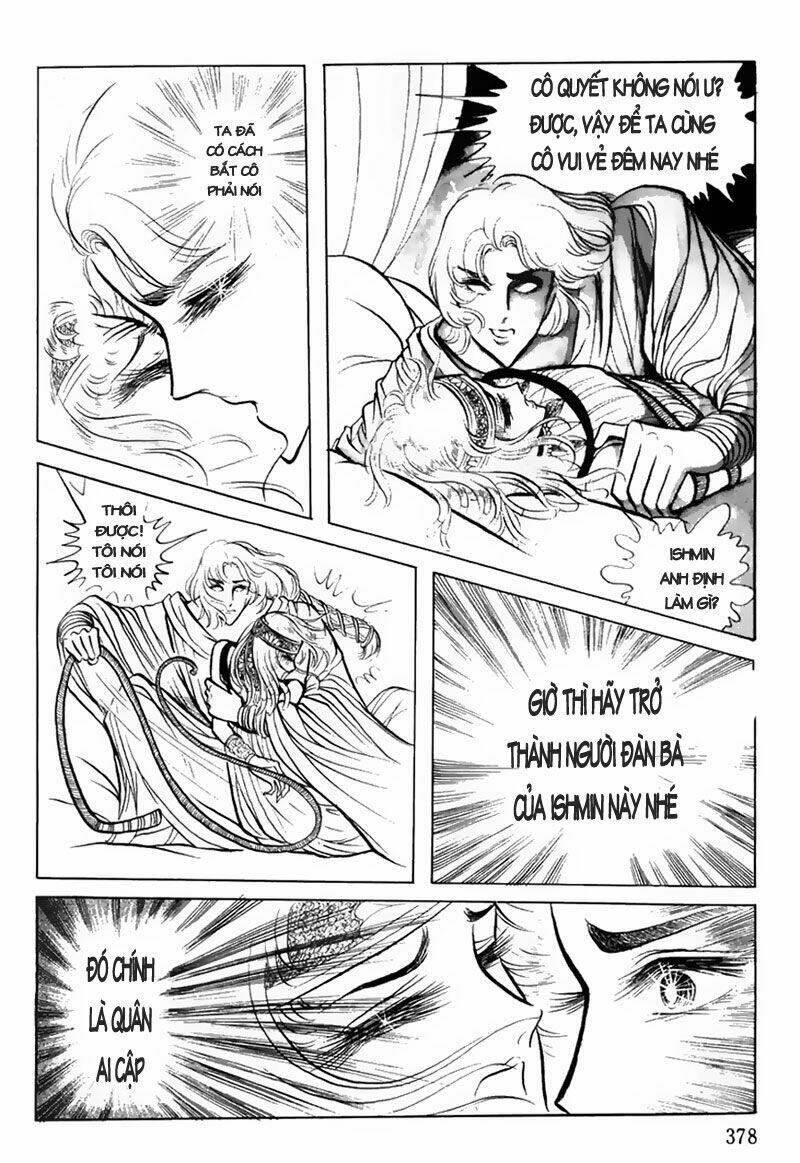 CÔ QUYẾT KHÔNG NÓI Ư?
ĐƯỢC, VẬY ĐỂ TA CÙNG
CÔ VUI VẺ ĐÊM NAY NHÉ
TA ĐÃ
CÓ CÁCH
BẮT CÔ
PHẢI NÓI
ISHMIN
ANH ĐỊNH
LÀM GÌ?
THÔI
ĐƯỢC!
TÔI NÓI
TÔI NÓI
GIỜ THÌ HÃY TRỞ
THÀNH NGƯỜI ĐÀN BÀ
CỦA ISHMIN NÀY NHÉ
ĐÓ CHÍNH
LÀ QUÂN
AI CẬP
378